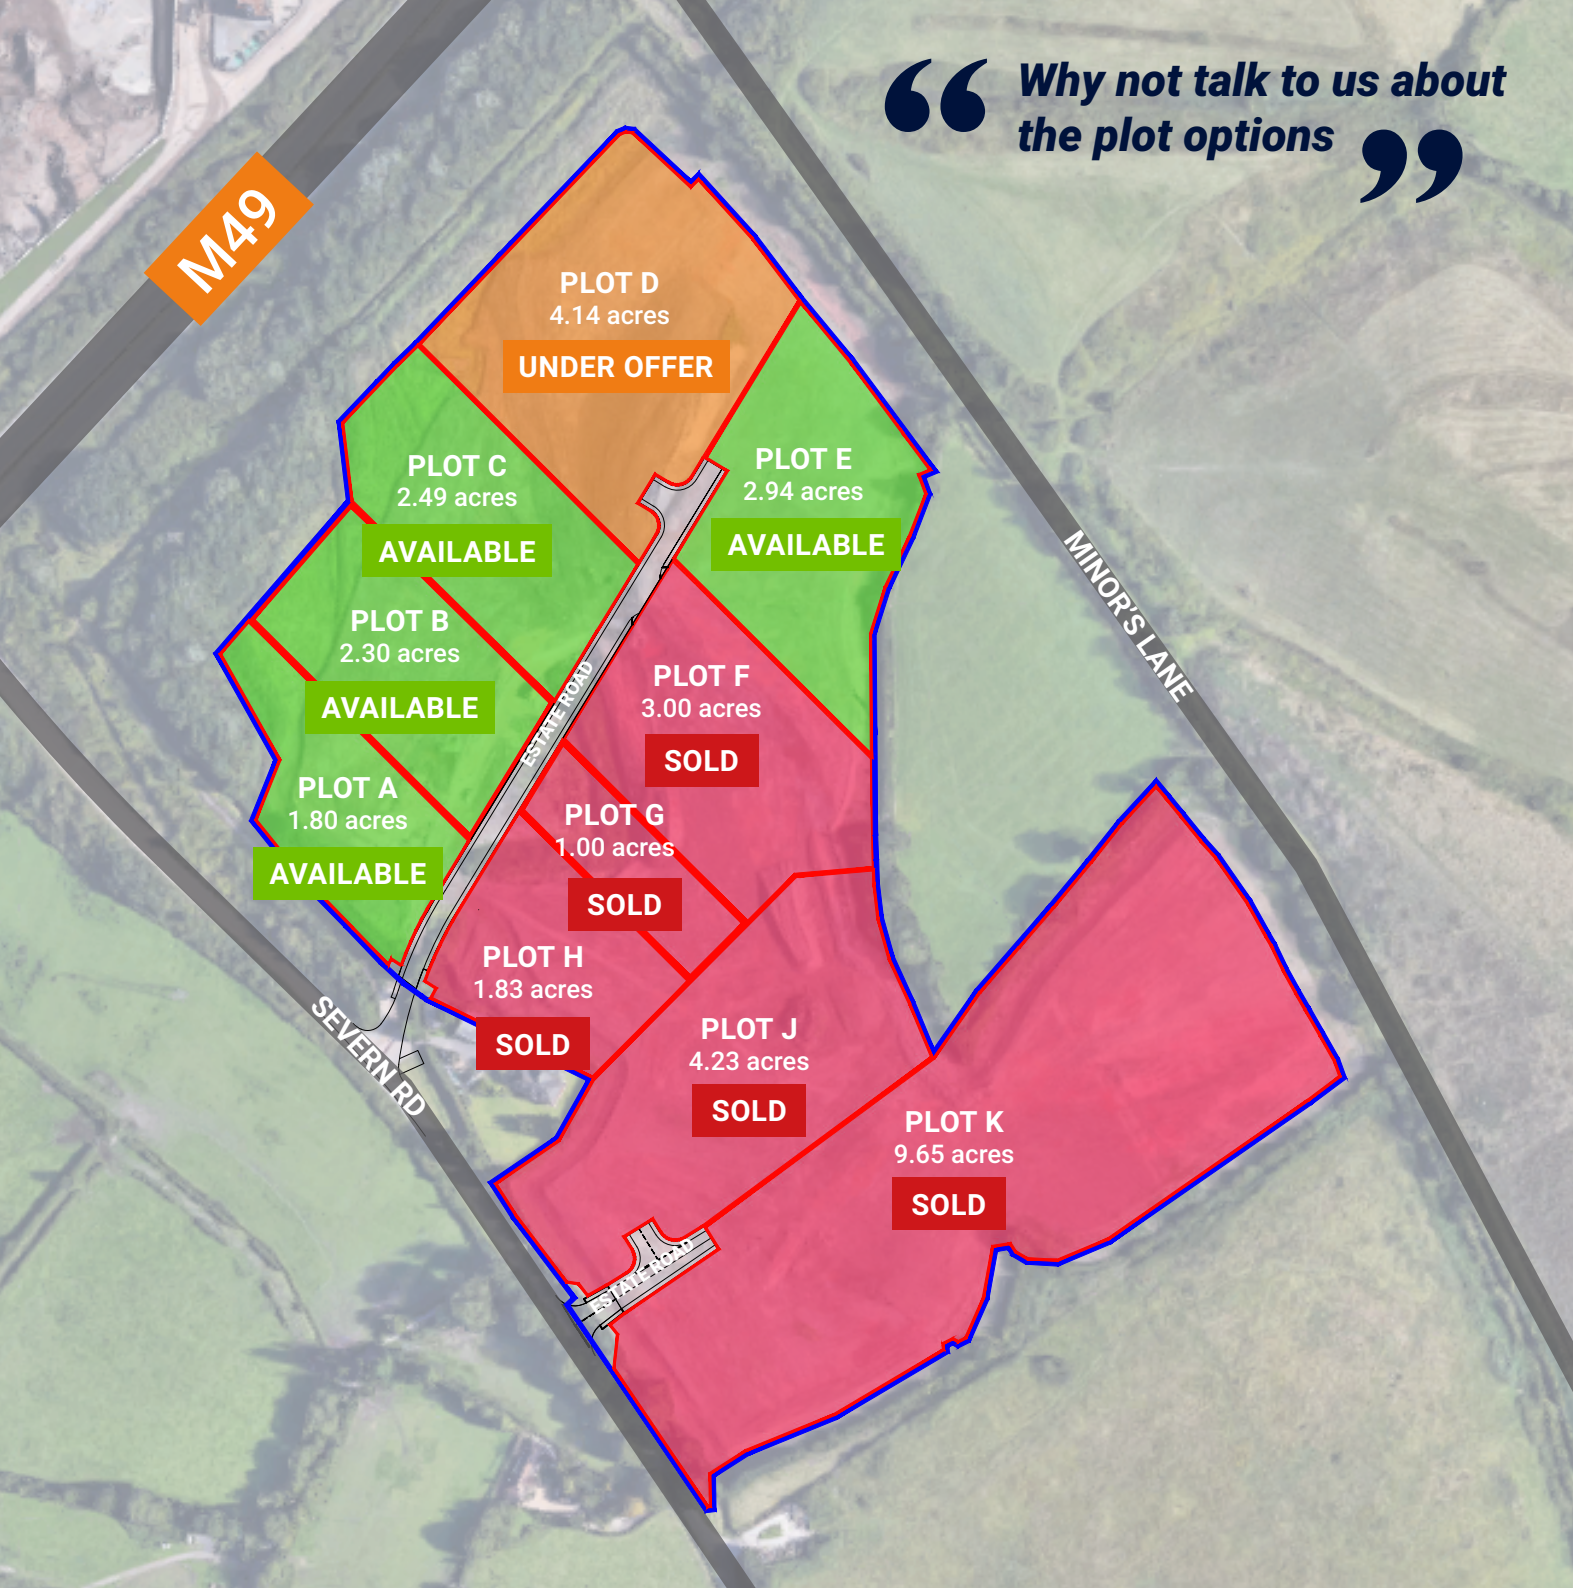 “ Why not talk to us about
the plot options ”
M49
PLOT D
4.14 acres
UNDER OFFER
PLOT C
2.49 acres
AVAILABLE
PLOT E
2.94 acres
AVAILABLE
MINOR'S LANE
PLOT B
2.30 acres
AVAILABLE
ESTATE ROAD
PLOT F
3.00 acres
SOLD
PLOT A
1.80 acres
AVAILABLE
PLOT G
1.00 acres
SOLD
PLOT H
1.83 acres
SOLD
SEVERN RD
PLOT J
4.23 acres
SOLD
PLOT K
9.65 acres
SOLD
ESTATE ROAD